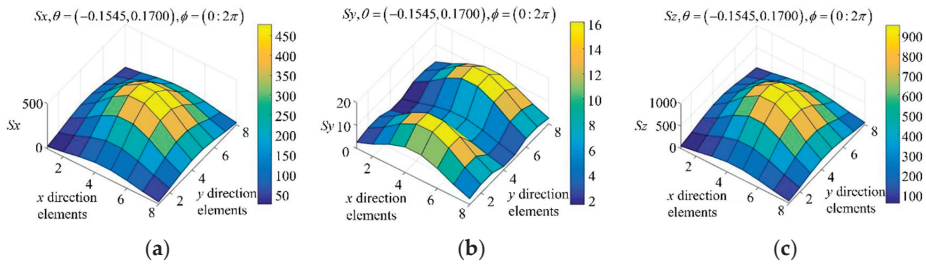 Sx, θ = (−0.1545, 0.1700), ϕ = (0 : 2π)
500
0
Sx
2
4
6
8
x direction
elements
2
4
6
8
y direction
elements
450
400
350
300
250
200
150
100
50
(a)
Sy, θ = (−0.1545, 0.1700), ϕ = (0 : 2π)
20
10
0
Sy
2
4
6
8
x direction
elements
2
4
6
8
y direction
elements
16
14
12
10
8
6
4
2
(b)
Sz, θ = (−0.1545, 0.1700), ϕ = (0 : 2π)
1000
500
0
Sz
2
4
6
8
x direction
elements
2
4
6
8
y direction
elements
900
800
700
600
500
400
300
200
100
(c)